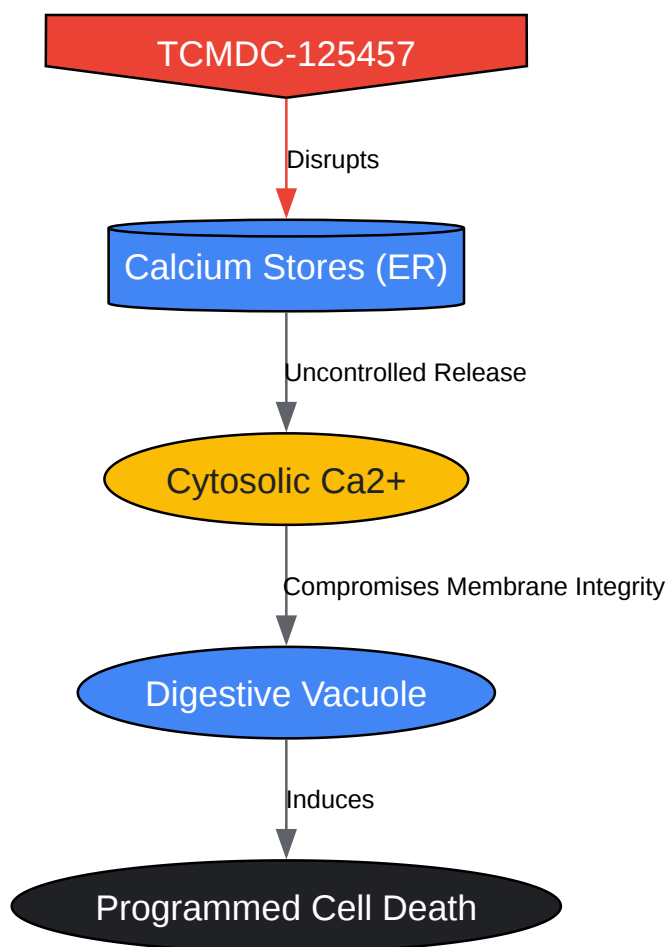 TCMDC-125457
Disrupts
Calcium Stores (ER)
Uncontrolled Release
Cytosolic Ca2+
Compromises Membrane Integrity
Digestive Vacuole
Induces
Programmed Cell Death